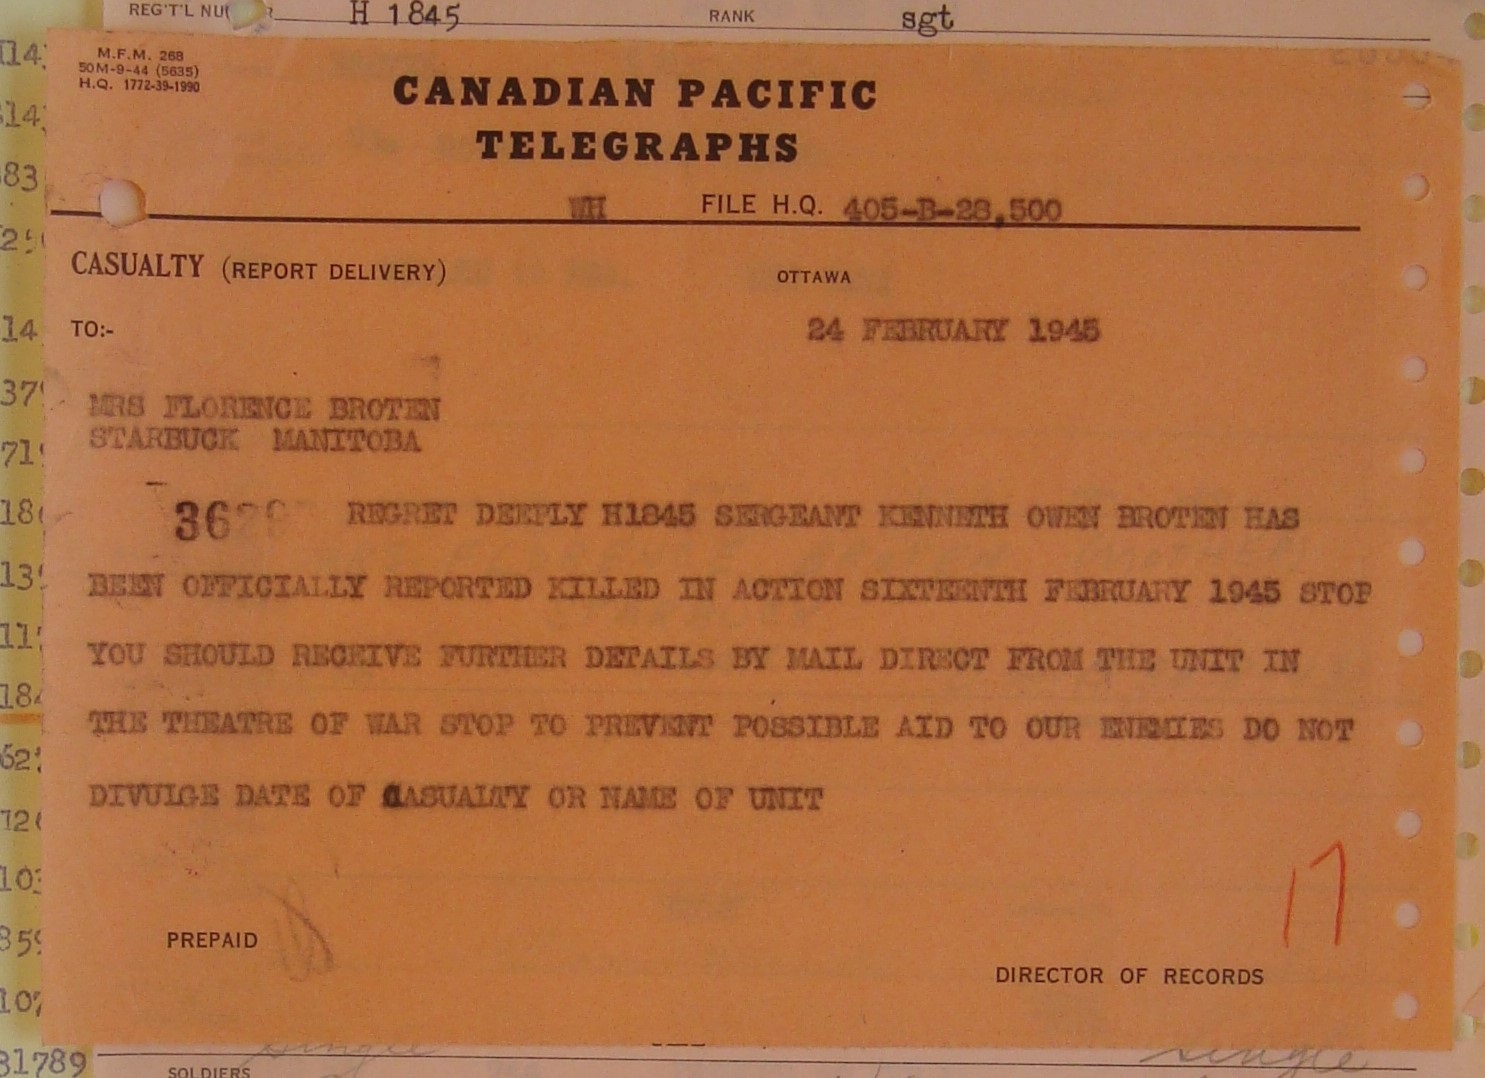 REG'T'L
H 1845
RANK
sgt
M.F.M. 268
50M-9-44 (5635)
H.Q. 1772-39-1990
CANADIAN PACIFIC
TELEGRAPHS
WH
FILE H.Q. 405-B-28,500
CASUALTY (REPORT DELIVERY)
OTTAWA
TO:-
24 FEBRUARY 1945
MRS FLORENCE BROTEN
STARBUCK MANITOBA
REGRET DEEPLY H1845 SERGEANT KENNETH OWEN BROTEN HAS
BEEN OFFICIALLY REPORTED KILLED IN ACTION SIXTEENTH FEBRUARY 1945 STOP
YOU SHOULD RECEIVE FURTHER DETAILS BY MAIL DIRECT FROM THE UNIT IN
THE THEATRE OF WAR STOP TO PREVENT POSSIBLE AID TO OUR ENEMIES DO NOT
DIVULGE DATE OF CASUALTY OR NAME OF UNIT
17
PREPAID
DIRECTOR OF RECORDS
31789
single
SOLDIERS